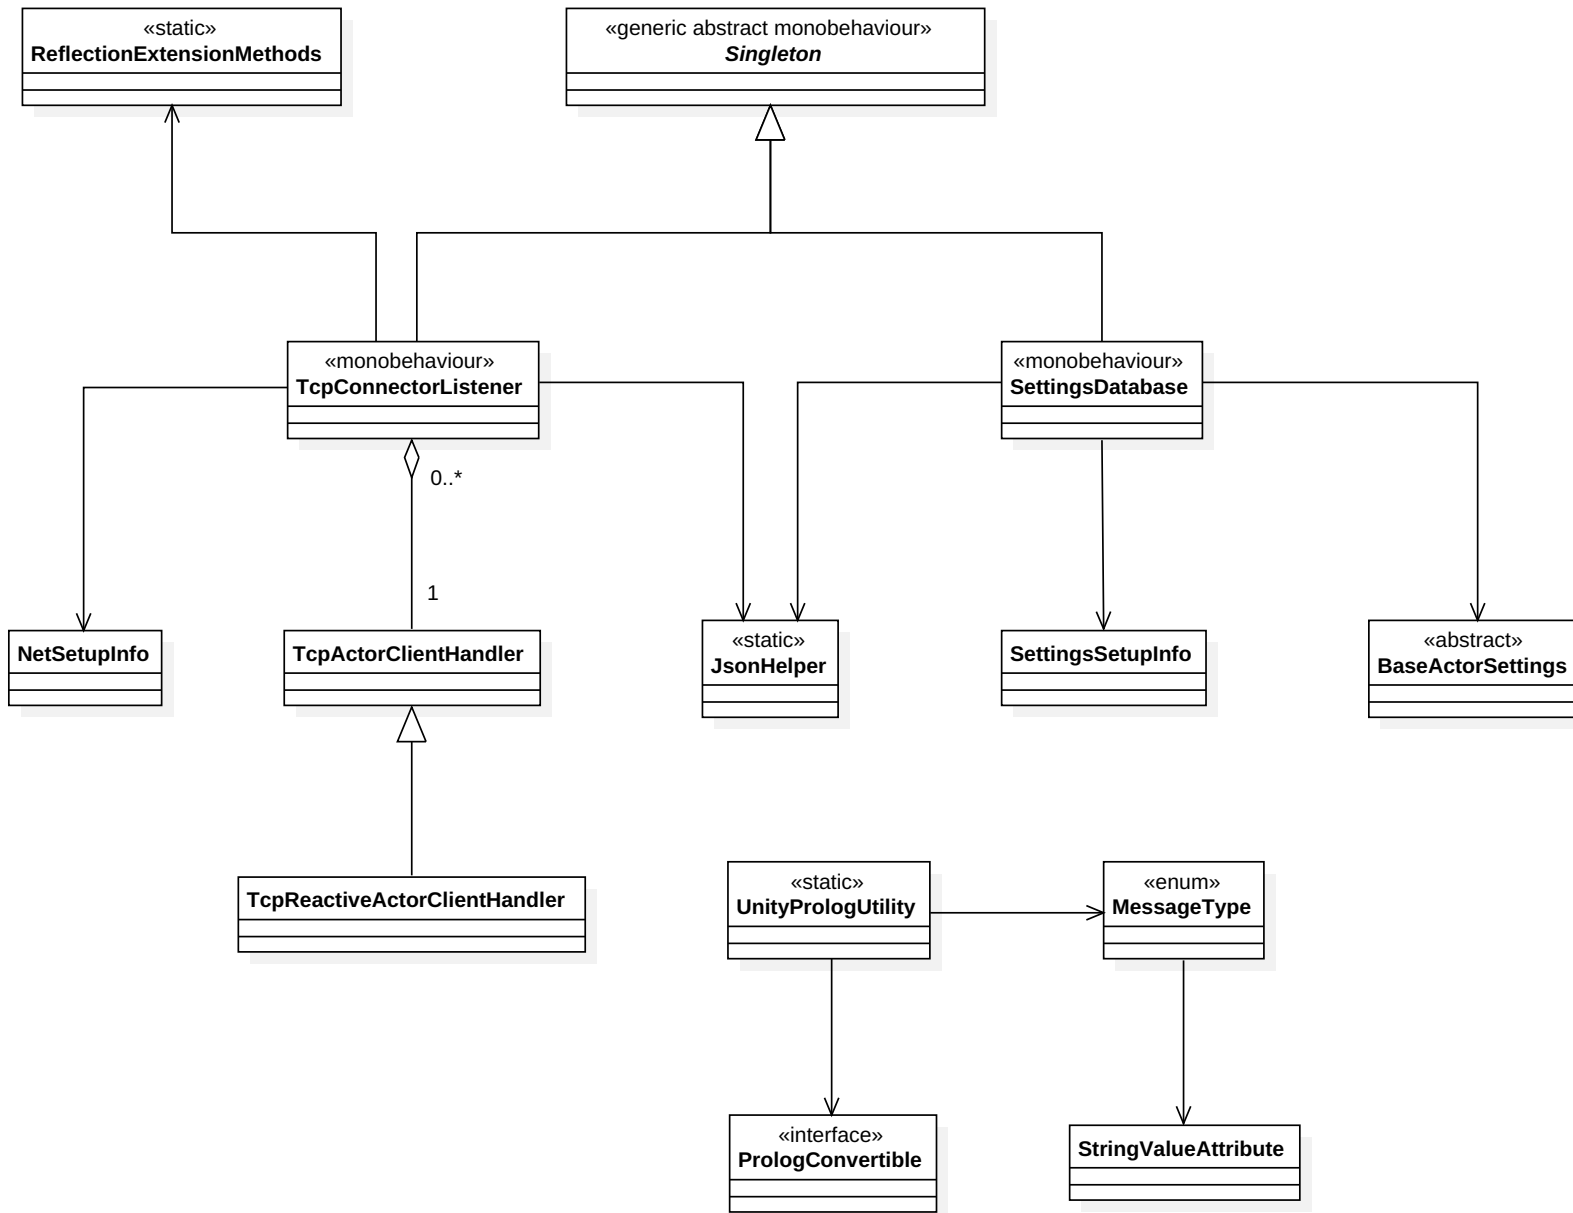 «static»
ReflectionExtensionMethods
«generic abstract monobehaviour»
Singleton
«monobehaviour»
TcpConnectorListener
«monobehaviour»
SettingsDatabase
0..*
1
NetSetupInfo
TcpActorClientHandler
«static»
JsonHelper
SettingsSetupInfo
«abstract»
BaseActorSettings
TcpReactiveActorClientHandler
«static»
UnityPrologUtility
«enum»
MessageType
«interface»
PrologConvertible
StringValueAttribute